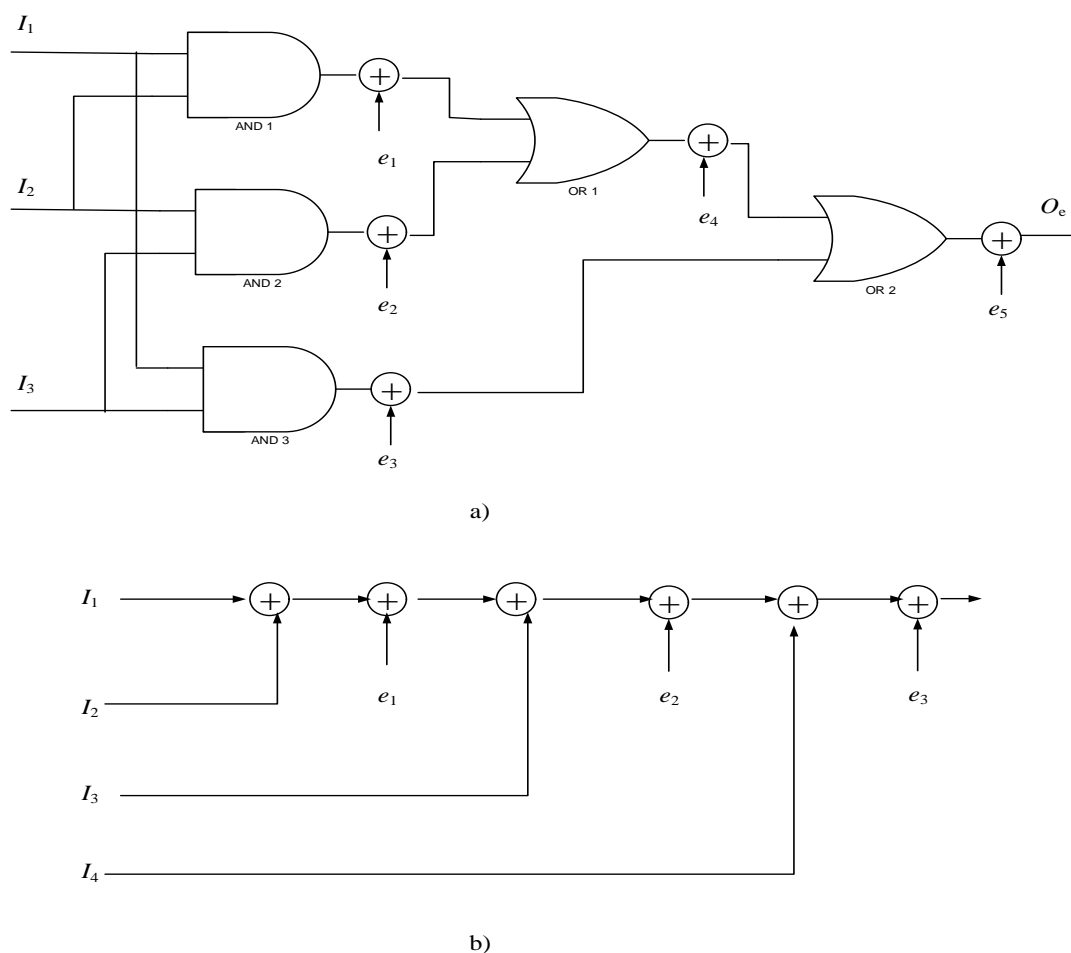 I1
AND 1
e1
I2
OR 1
e4
Oe
AND 2
e2
OR 2
e5
I3
AND 3
e3
a)
I1
I2
e1
e2
e3
I3
I4
b)